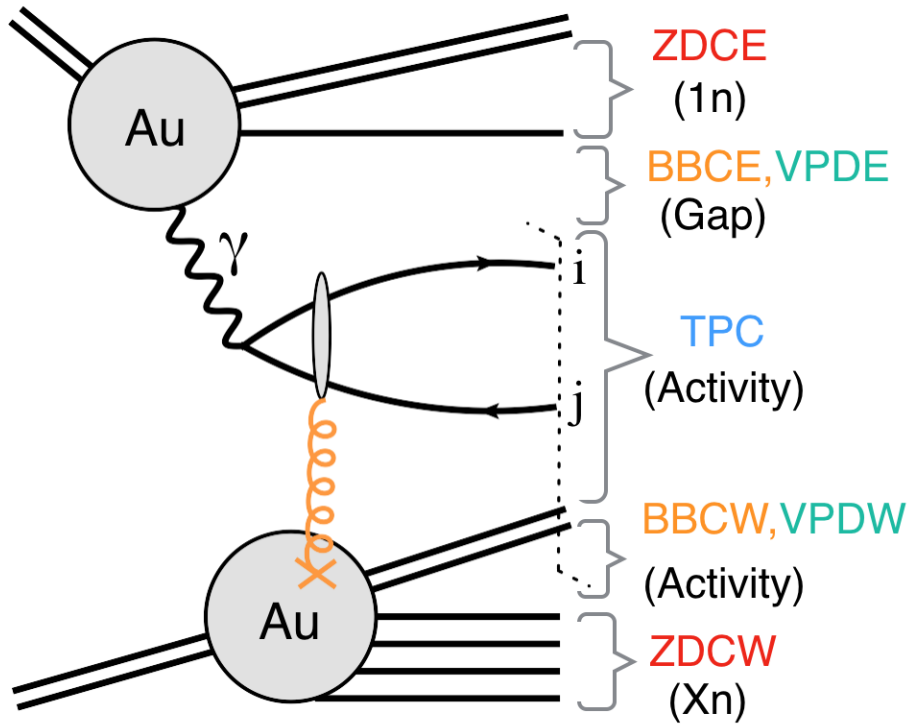 ZDCE
(1n)
Au
BBCE,VPDE
(Gap)
γ
i
TPC
(Activity)
j
BBCW,VPDW
(Activity)
Au
ZDCW
(Xn)